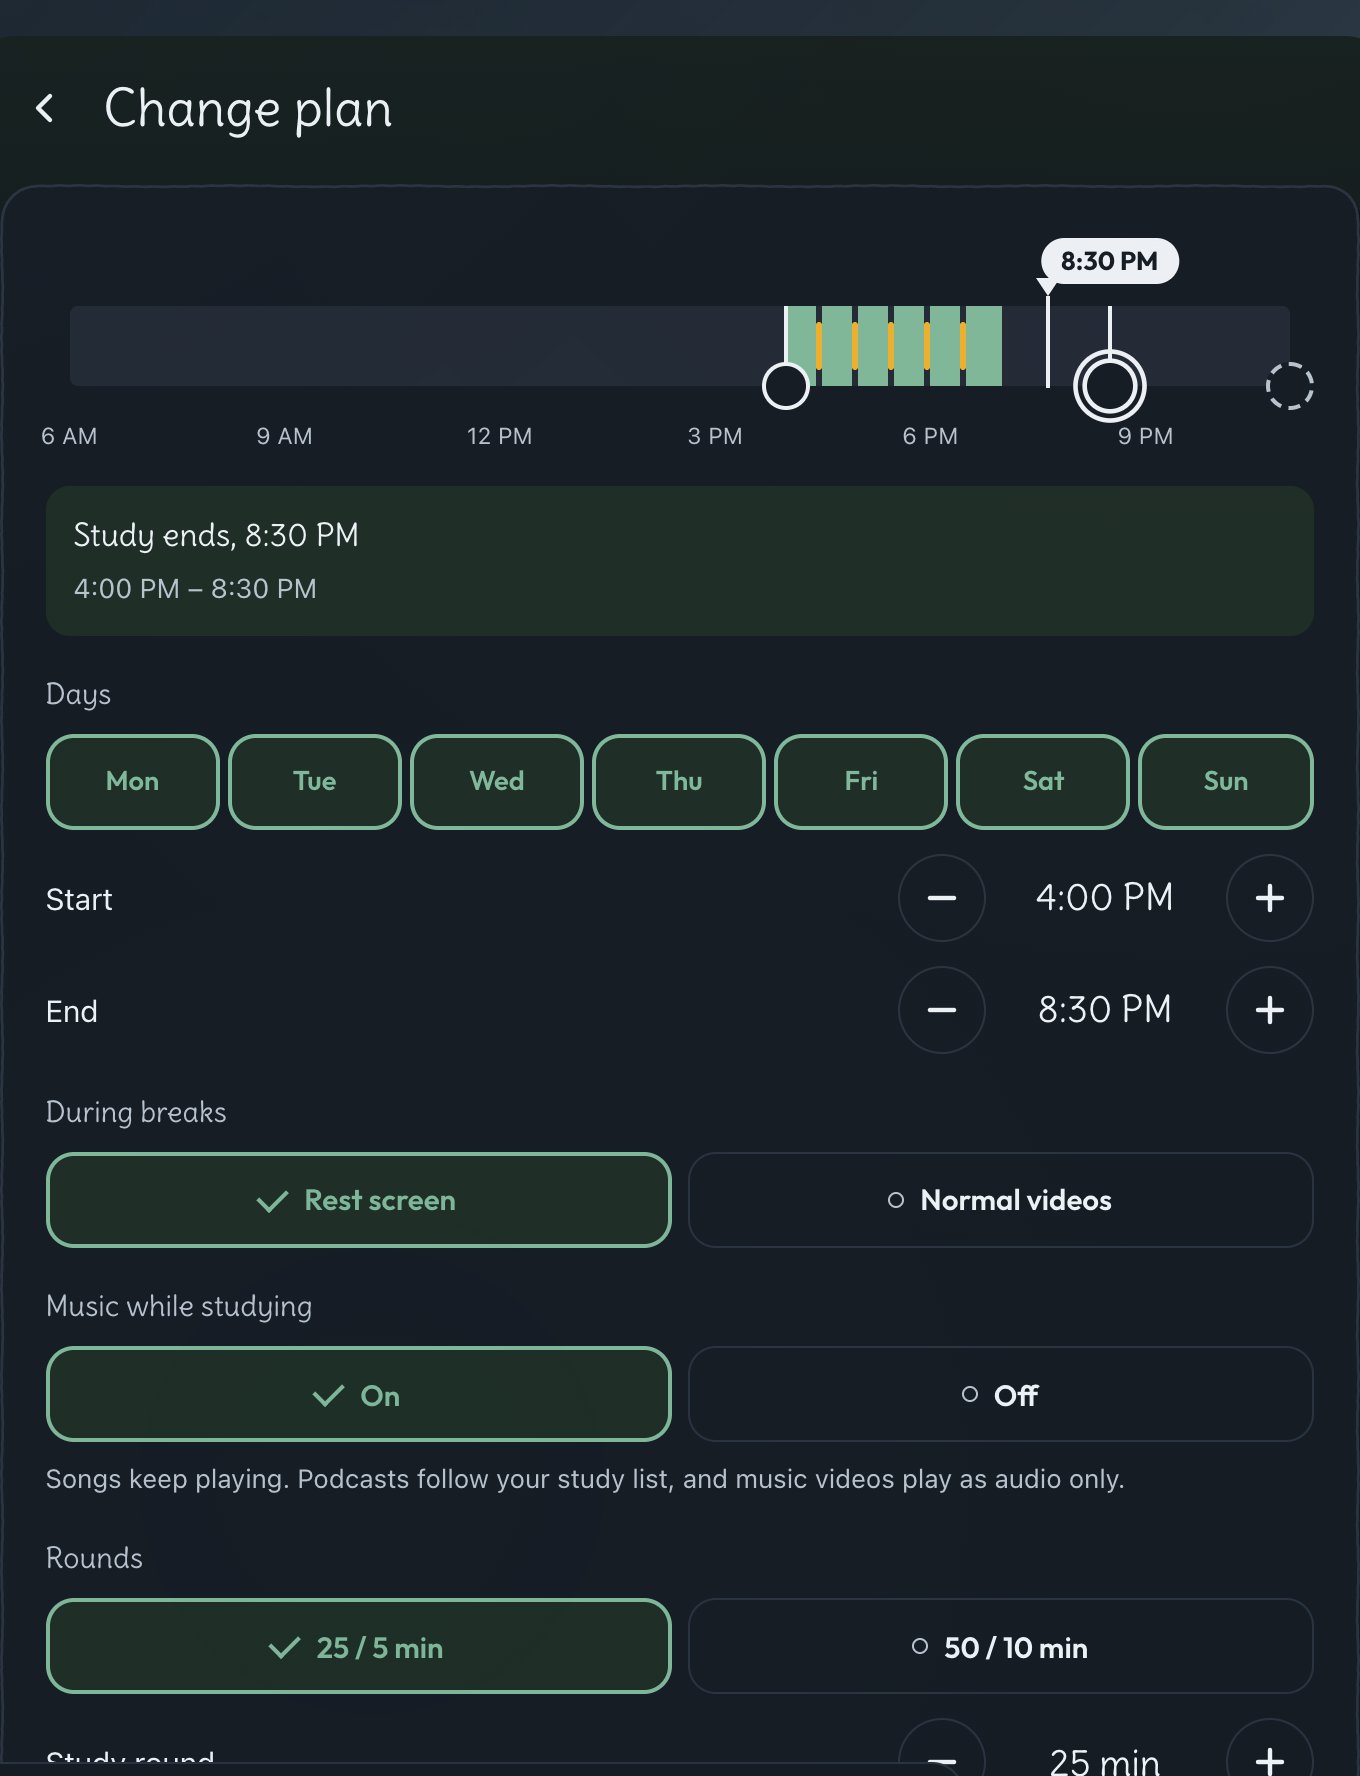 Change plan
8:30 PM
6 AM 9 AM 12 PM 3 PM 6 PM 9 PM
Study ends, 8:30 PM
4:00 PM – 8:30 PM
Days
Mon Tue Wed Thu Fri Sat Sun
Start 4:00 PM
End 8:30 PM
During breaks
Rest screen Normal videos
Music while studying
On Off
Songs keep playing. Podcasts follow your study list, and music videos play as audio only.
Rounds
25 / 5 min 50 / 10 min
Study round 25 min